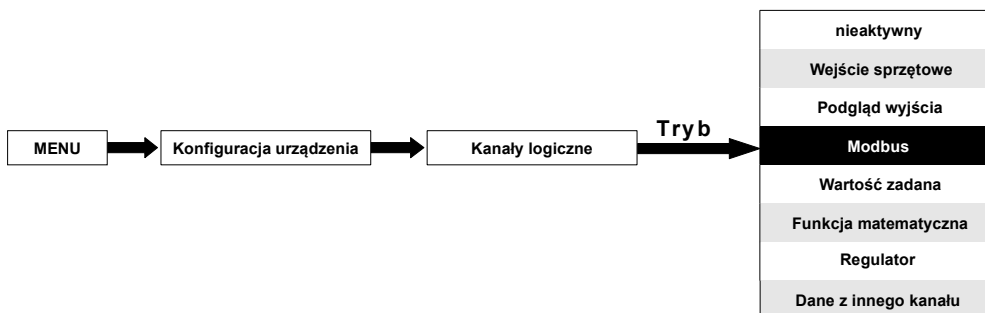 MENU
Konfiguracja urządzenia
Kanały logiczne
Tryb
nieaktywny
Wejście sprzętowe
Podgląd wyjścia
Modbus
Wartość zadana
Funkcja matematyczna
Regulator
Dane z innego kanału